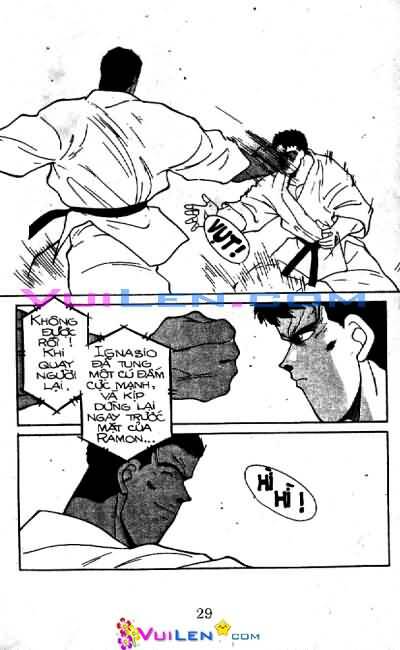 VỤT!
VuiLen.com
KHÔNG
ĐƯỢC
RỒI!
KHI
QUAY
NGƯỜI
LẠI.
IGNASIO
ĐÃ TUNG
MỘT CÚ ĐẤM
CỰC MẠNH,
VÀ KỊP
DỪNG LẠI
NGAY TRƯỚC
MẶT CỦA
RAMON...
HÌ
HÌ!
29
VuiLen.com